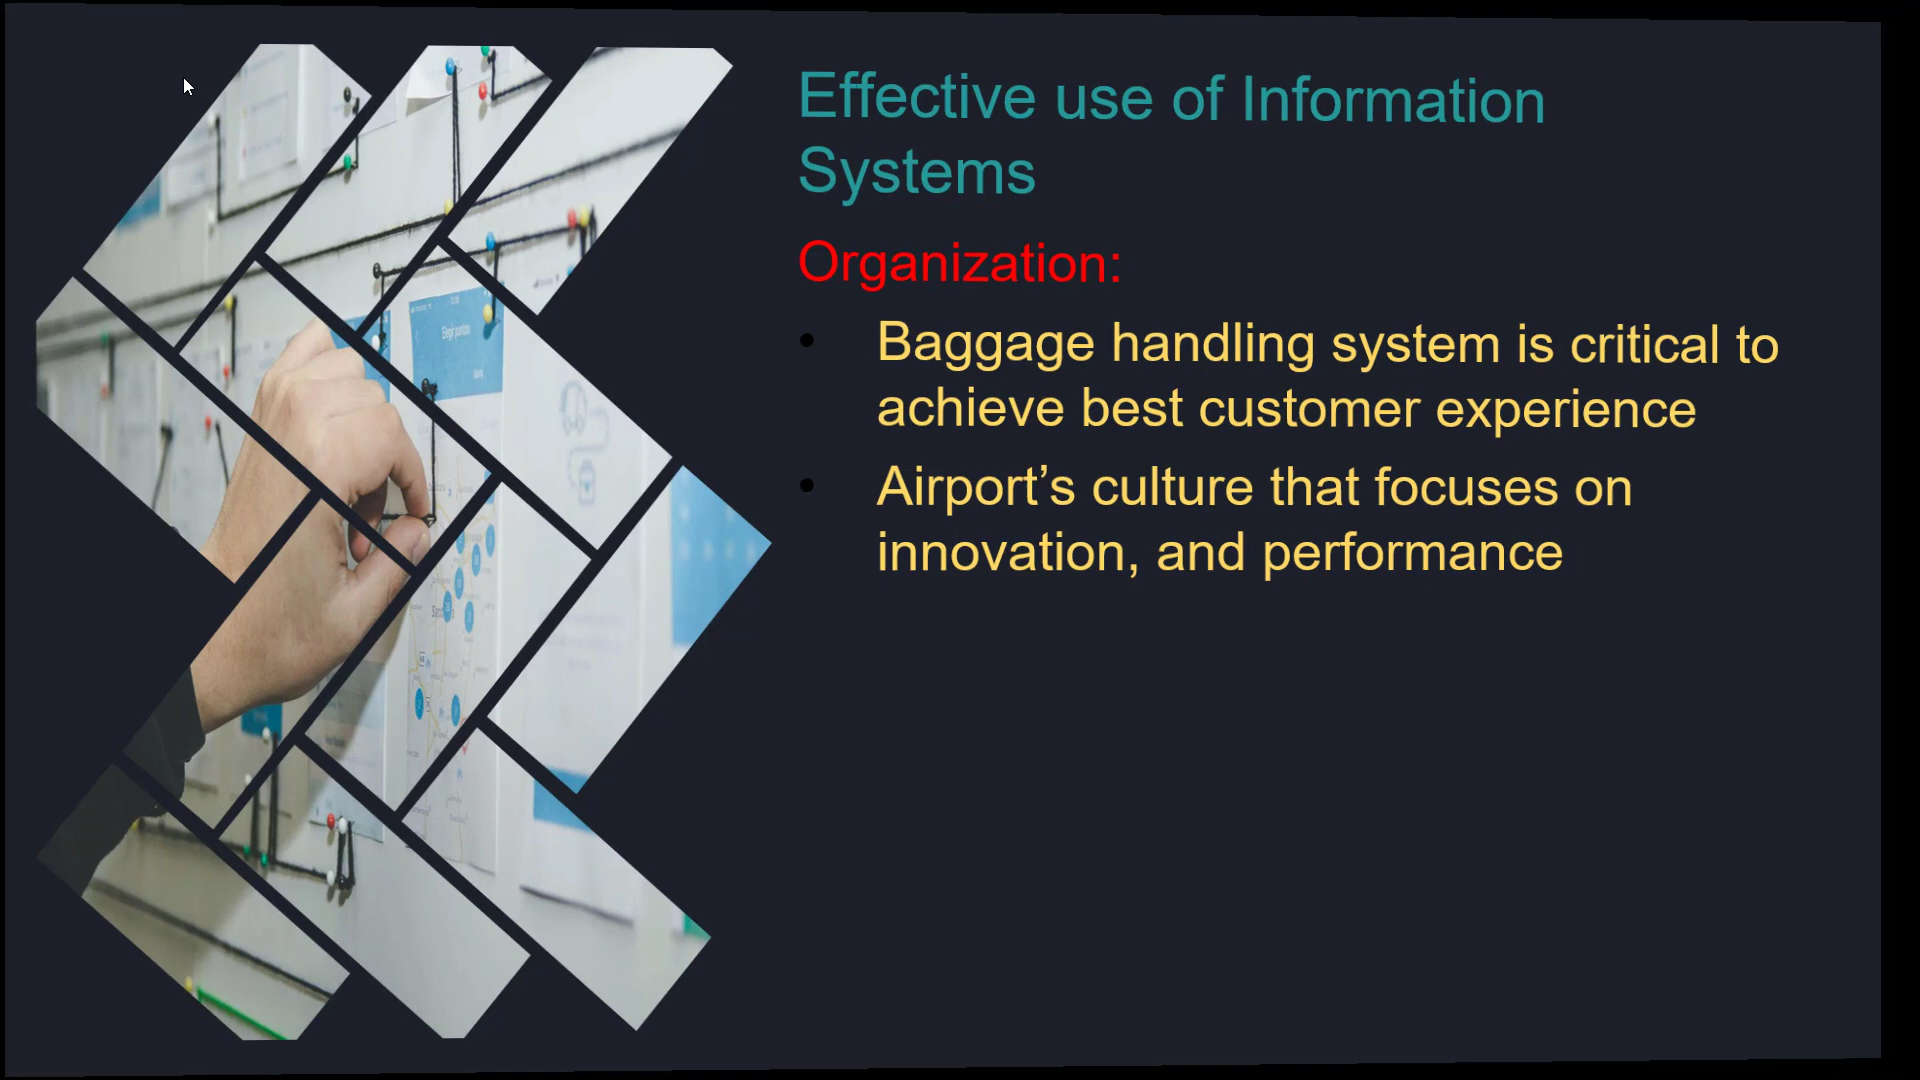 Effective use of Information
Systems
Organization:
Baggage handling system is critical to
achieve best customer experience
Airport’s culture that focuses on
innovation, and performance